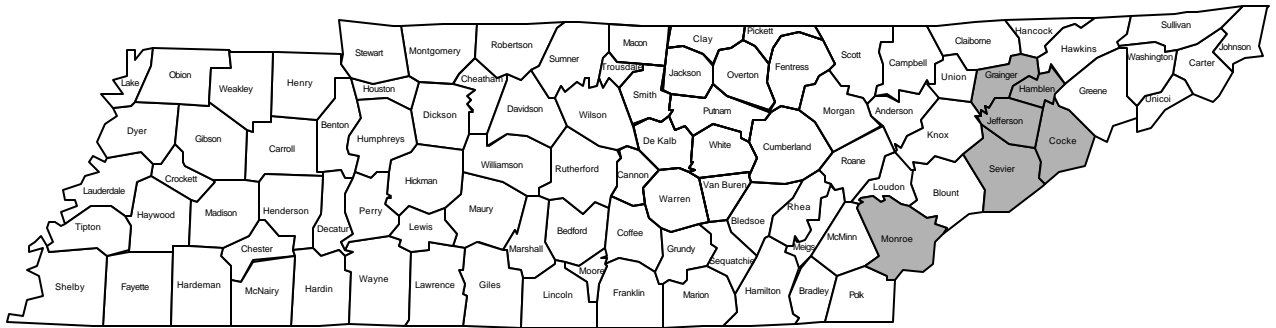 Pickett
Sullivan
Hancock
Clay
Macon
Claiborne
Robertson
Johnson
Hawkins
Montgomery
Stewart
Scott
Sumner
Washington
Campbell
Carter
Trousdale
Fentress
Jackson
Overton
Obion
Grainger
Union
Cheatham
Lake
Henry
Weakley
Houston
Hamblen
Greene
Smith
Unicoi
Davidson
Putnam
Morgan
Anderson
Dickson
Wilson
Jefferson
Benton
Dyer
Knox
Gibson
Humphreys
De Kalb
Cocke
White
Cumberland
Carroll
Roane
Williamson
Rutherford
Sevier
Cannon
Crockett
Hickman
Van Buren
Loudon
Lauderdale
Blount
Warren
Rhea
Maury
Henderson
Perry
Madison
Haywood
Bledsoe
Tipton
Lewis
Decatur
Bedford
Coffee
McMinn
Monroe
Meigs
Chester
Marshall
Grundy
Sequatchie
Moore
Wayne
Hardeman
Lawrence
Giles
Shelby
Fayette
Hardin
McNairy
Hamilton
Bradley
Franklin
Lincoln
Marion
Polk